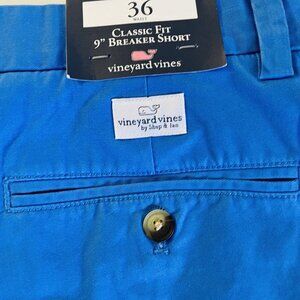 36
WAIST
CLASSIC FIT
9" BREAKER SHORT
vineyard vines
vineyard vines
by Shep & Ian